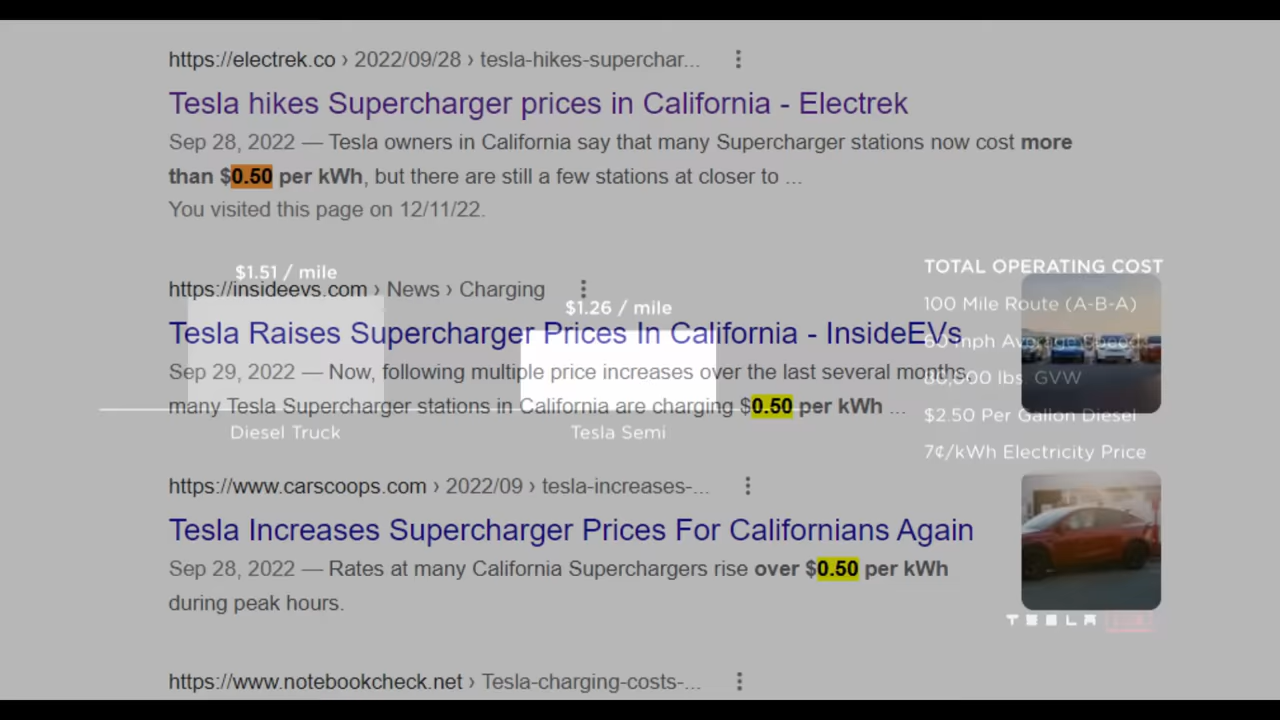 https://electrek.co › 2022/09/28 › tesla-hikes-superchar...
Tesla hikes Supercharger prices in California - Electrek
Sep 28, 2022 — Tesla owners in California say that many Supercharger stations now cost more
than $0.50 per kWh, but there are still a few stations at closer to ...
You visited this page on 12/11/22.
https://insideevs.com › News › Charging
Tesla Raises Supercharger Prices In California - InsideEVs
Sep 29, 2022 — Now, following multiple price increases over the last several months,
many Tesla Supercharger stations in California are charging $0.50 per kWh ...
https://www.carscoops.com › 2022/09 › tesla-increases-...
Tesla Increases Supercharger Prices For Californians Again
Sep 28, 2022 — Rates at many California Superchargers rise over $0.50 per kWh
during peak hours.
https://www.notebookcheck.net › Tesla-charging-costs-...
$1.51 / mile
Diesel Truck
$1.26 / mile
Tesla Semi
TOTAL OPERATING COST
100 Mile Route (A-B-A)
60 mph Average Speed
80,000 lbs. GVW
$2.50 Per Gallon Diesel
7¢/kWh Electricity Price
TESLA